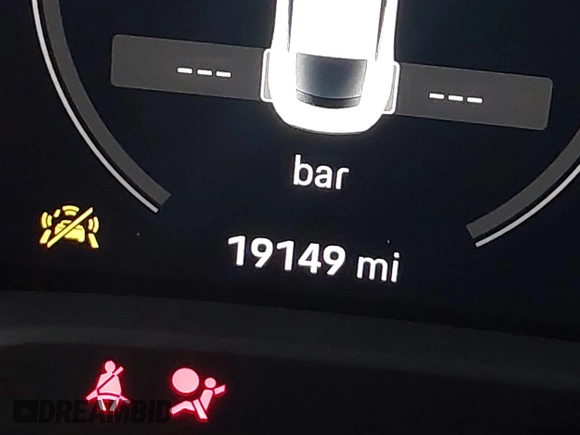 --- ---
bar
19149 mi
DREAMBID